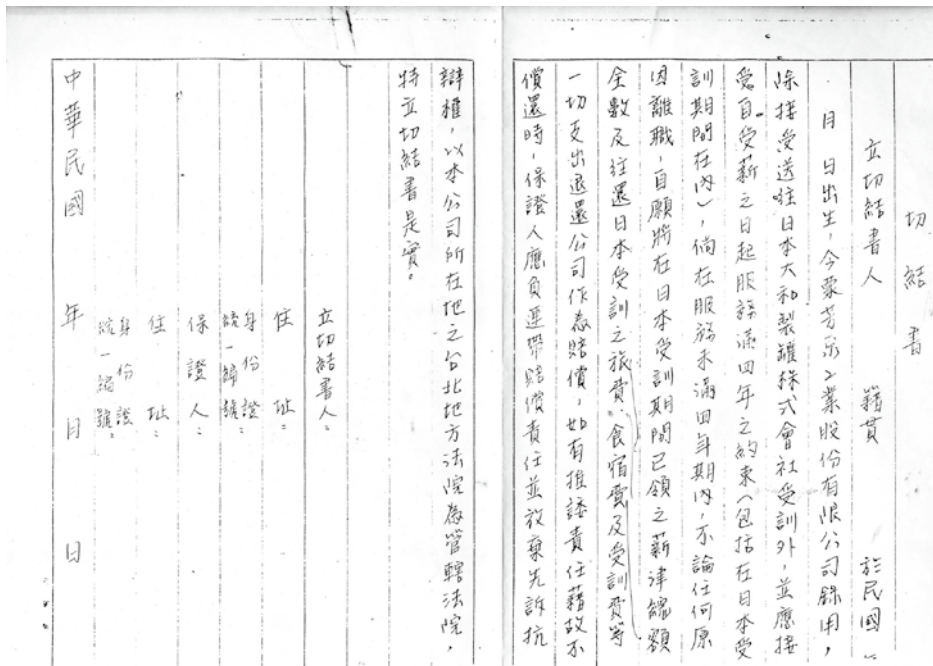 切結書
立切結書人 籍貫 於民國
月 日出生，今蒙芳泉工業股份有限公司錄用，
除接受送往日本大和製罐株式會社受訓外，並應接
受自受薪之日起服務滿四年之約束（包括在日本受
訓期間在內），倘在服務未滿四年期內，不論任何原
因離職，自願將在日本受訓期間已領之薪津總額
全數及往還日本受訓之旅費、食宿費及受訓費等
一切支出退還公司作為賠償，如有推諉責任藉故不
償還時，保證人應負連帶賠償責任並放棄先訴抗
辯權，以本公司所在地之台北地方法院為管轄法院，
特立切結書是實。
立切結書人：
住址：
身份證統一編號：
保證人：
住址：
身份證統一編號：
中華民國 年 月 日